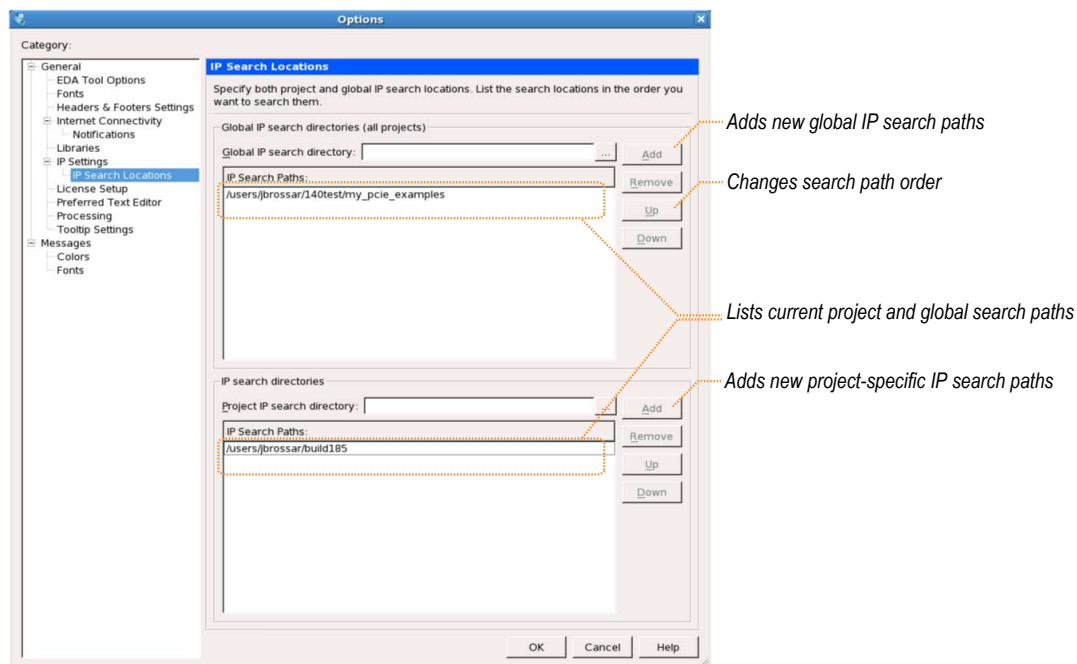 Options
Category:
General
EDA Tool Options
Fonts
Headers & Footers Settings
Internet Connectivity
Notifications
Libraries
IP Settings
IP Search Locations
License Setup
Preferred Text Editor
Processing
Tooltip Settings
Messages
Colors
Fonts
IP Search Locations
Specify both project and global IP search locations. List the search locations in the order you
want to search them.
Global IP search directories (all projects)
Global IP search directory:
...
Add
IP Search Paths:
Remove
/users/jbrossar/140test/my_pcie_examples
Up
Down
IP search directories
Project IP search directory:
...
Add
IP Search Paths:
Remove
/users/jbrossar/build185
Up
Down
OK
Cancel
Help
Adds new global IP search paths
Changes search path order
Lists current project and global search paths
Adds new project-specific IP search paths